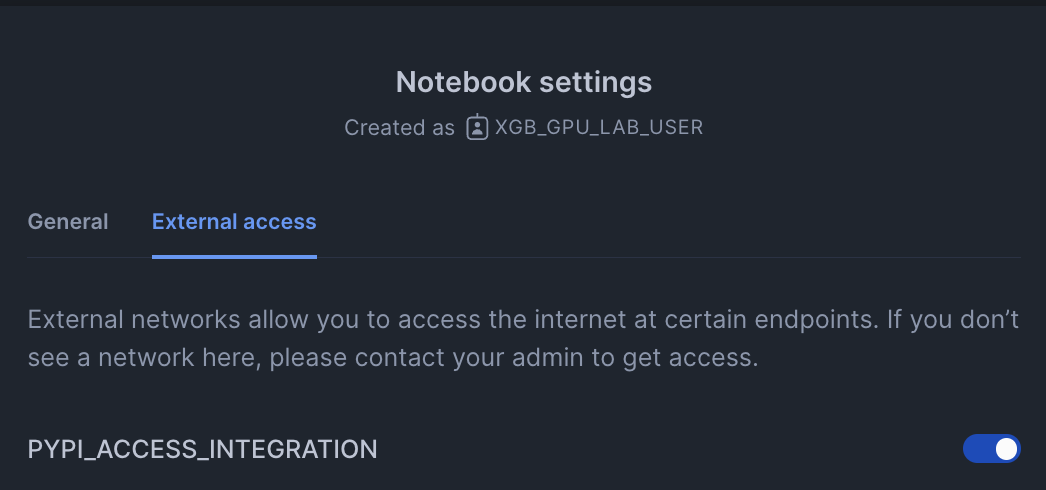 Notebook settings
Created as XGB_GPU_LAB_USER
General External access
External networks allow you to access the internet at certain endpoints. If you don’t
see a network here, please contact your admin to get access.
PYPI_ACCESS_INTEGRATION